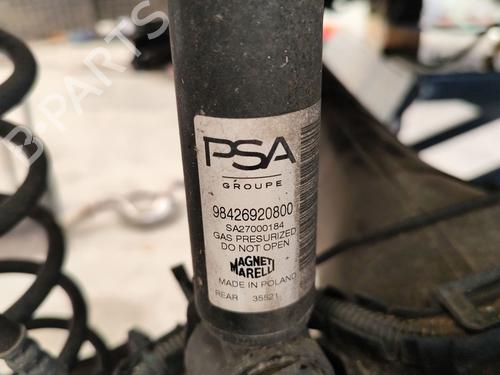 PSA
GROUPE
98426920800
SA27000184
GAS PRESURIZED
DO NOT OPEN
MAGNETI
MARELLI
MADE IN POLAND
REAR 35521
B-PARTS